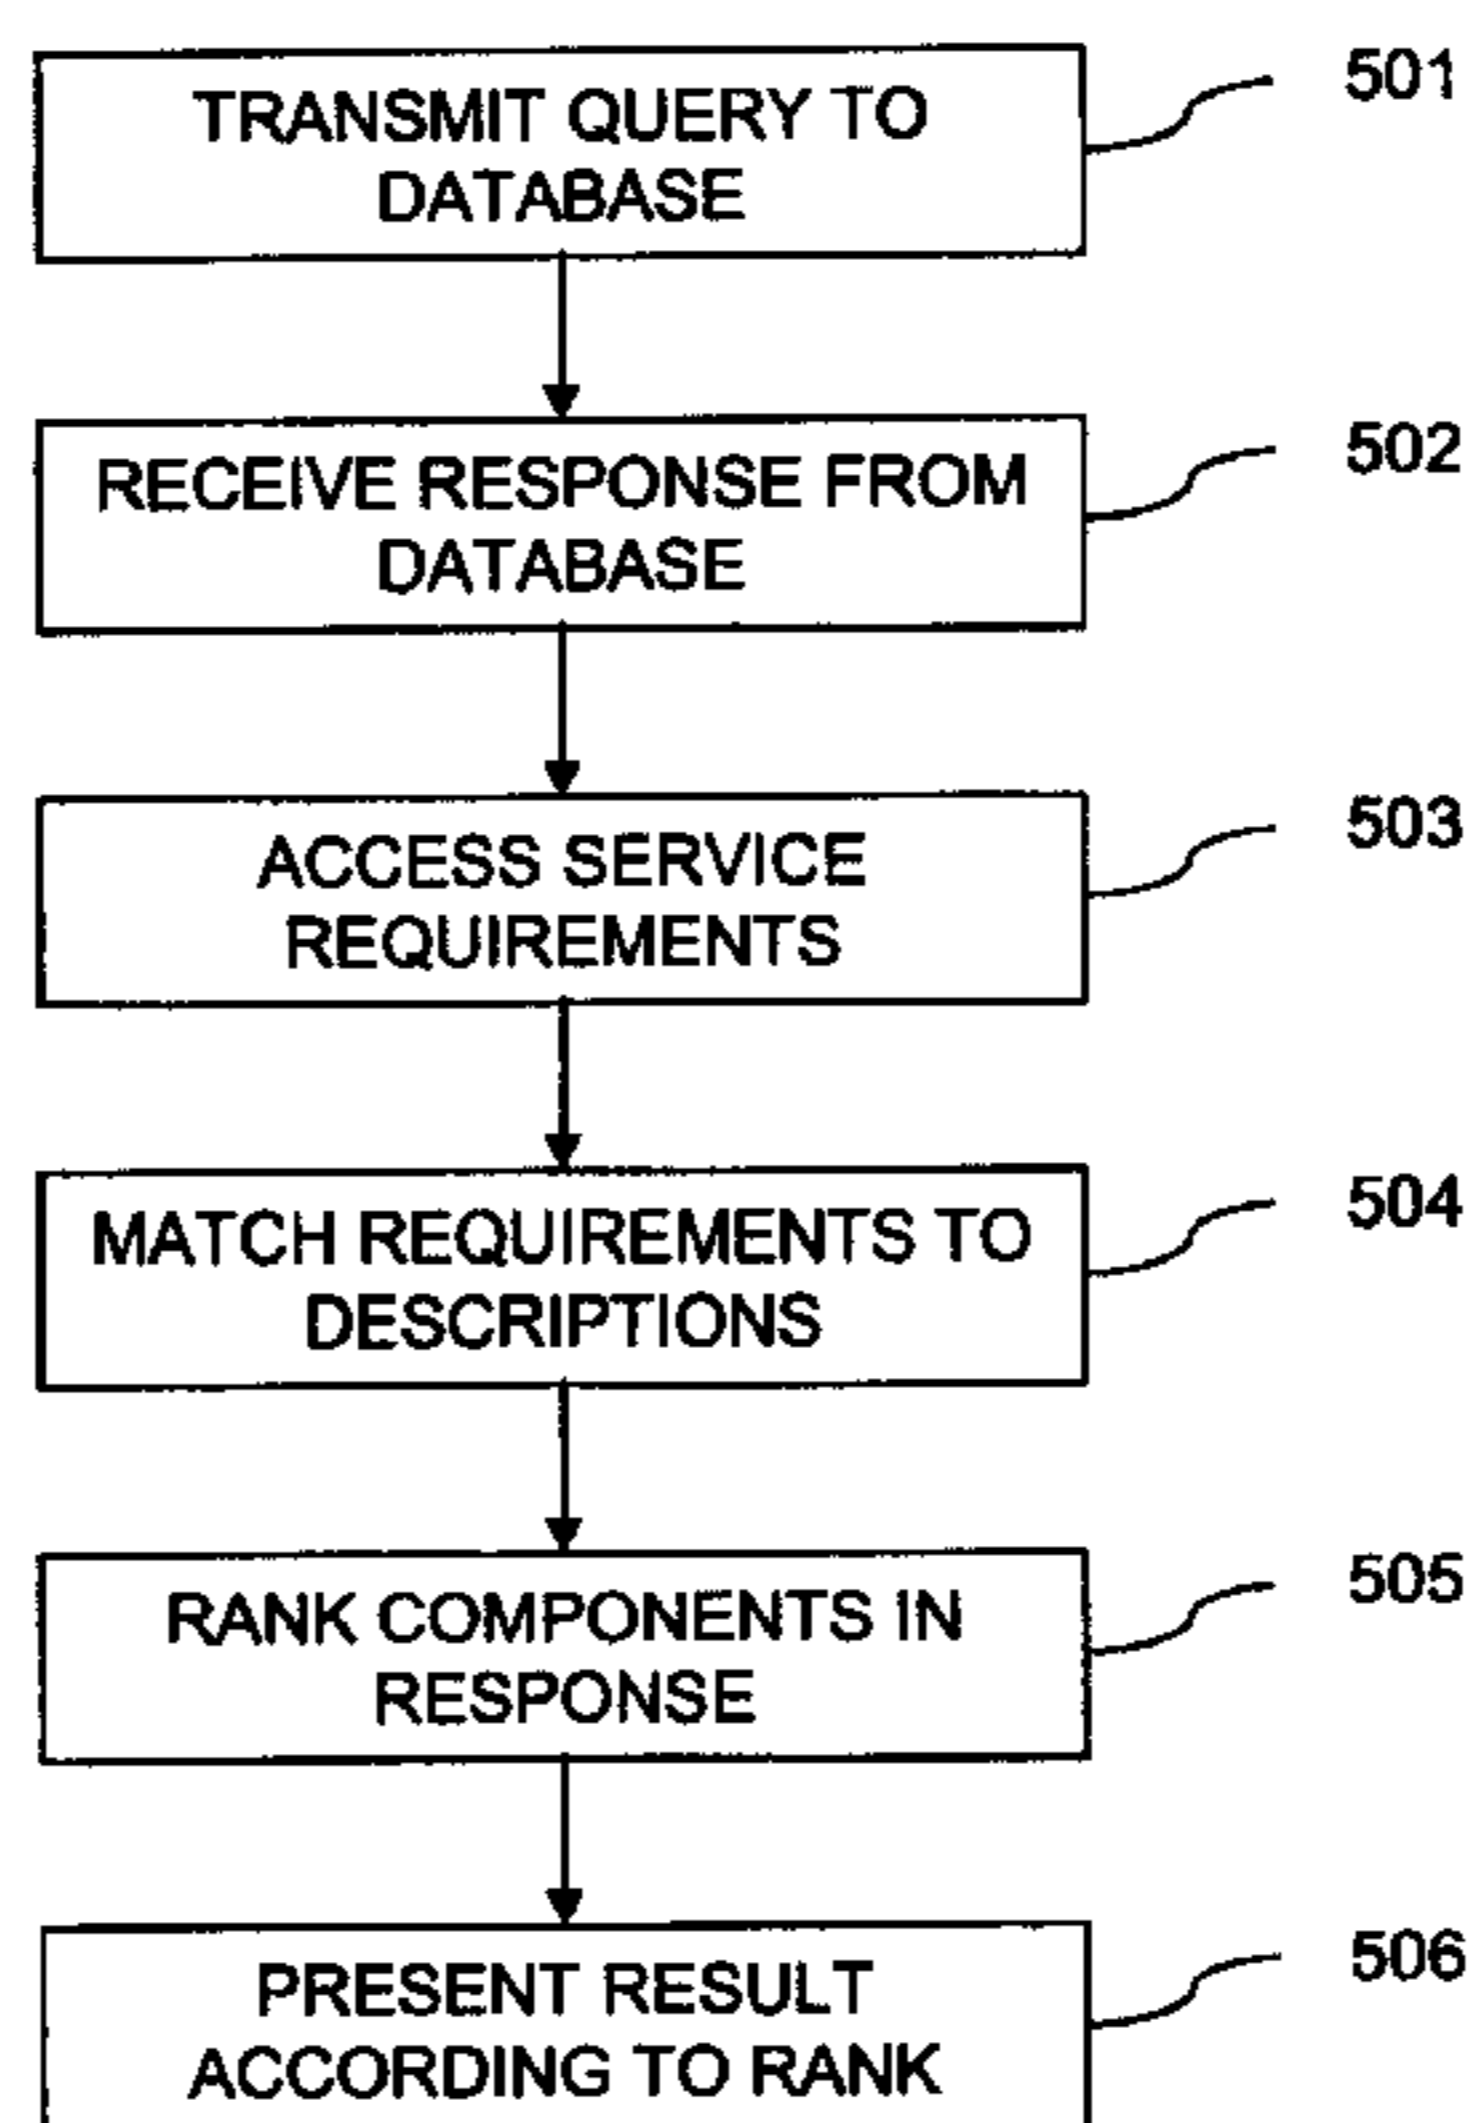 TRANSMIT QUERY TO
DATABASE
501
RECEIVE RESPONSE FROM
DATABASE
502
ACCESS SERVICE
REQUIREMENTS
503
MATCH REQUIREMENTS TO
DESCRIPTIONS
504
RANK COMPONENTS IN
RESPONSE
505
PRESENT RESULT
ACCORDING TO RANK
506